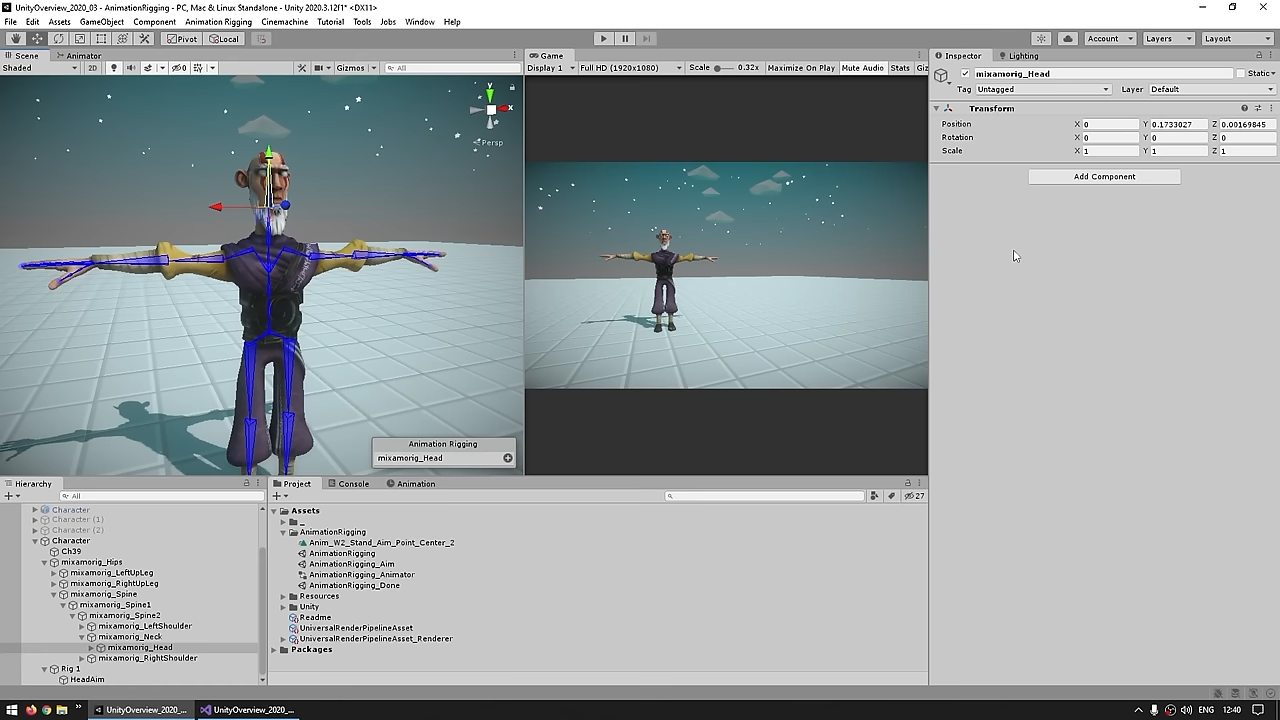 UnityOverview_2020_03 - AnimationRigging - PC, Mac & Linux Standalone - Unity 2020.3.12f1* <DX11>
File Edit Assets GameObject Component Animation Rigging Cinemachine Tutorial Tools Jobs Window Help
Pivot Local Account Layers Layout
Scene Animator
Shaded 2D 0 Gizmos All
Y
X
Persp
Animation Rigging
mixamorig_Head
Game
Display 1 Full HD (1920x1080) Scale 0.32x Maximize On Play Mute Audio Stats Giz
Inspector Lighting
mixamorig_Head Static
Tag Untagged Layer Default
Transform
Position X 0 Y 0.1733027 Z 0.00169845
Rotation X 0 Y 0 Z 0
Scale X 1 Y 1 Z 1
Add Component
Hierarchy
All
Character
Character (1)
Character (2)
Character
Ch39
mixamorig_Hips
mixamorig_LeftUpLeg
mixamorig_RightUpLeg
mixamorig_Spine
mixamorig_Spine1
mixamorig_Spine2
mixamorig_LeftShoulder
mixamorig_Neck
mixamorig_Head
mixamorig_RightShoulder
Rig 1
HeadAim
Project Console Animation
27
Assets
_
AnimationRigging
Anim_W2_Stand_Aim_Point_Center_2
AnimationRigging
AnimationRigging_Aim
AnimationRigging_Animator
AnimationRigging_Done
Resources
Unity
Readme
UniversalRenderPipelineAsset
UniversalRenderPipelineAsset_Renderer
Packages
UnityOverview_2020_... UnityOverview_2020_... ENG 12:40